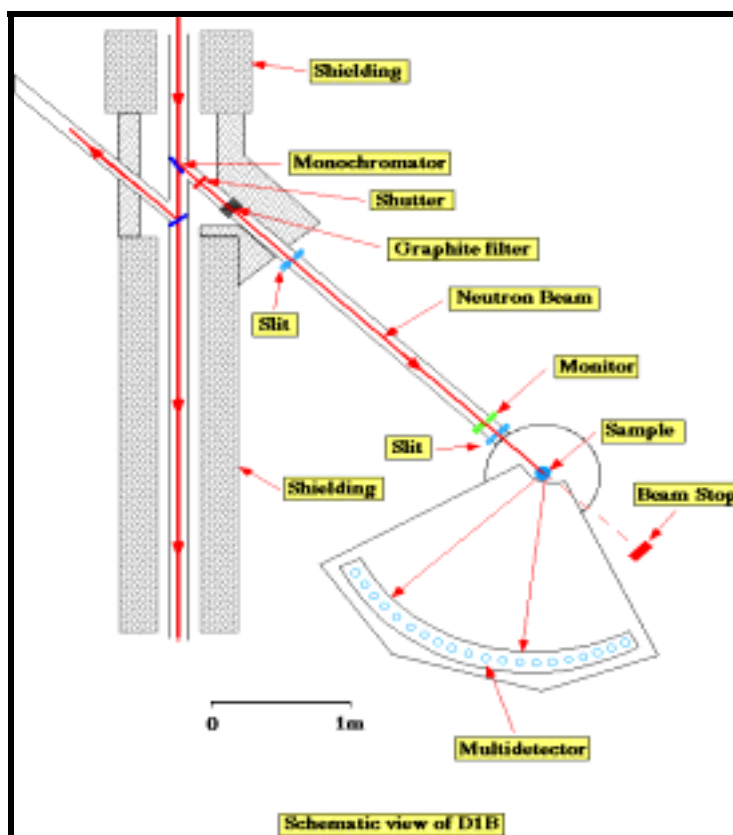 Shielding
Monochromator
Shutter
Graphite filter
Neutron Beam
Slit
Monitor
Sample
Slit
Shielding
Beam Stop
0 1m
Multidetector
Schematic view of D1B